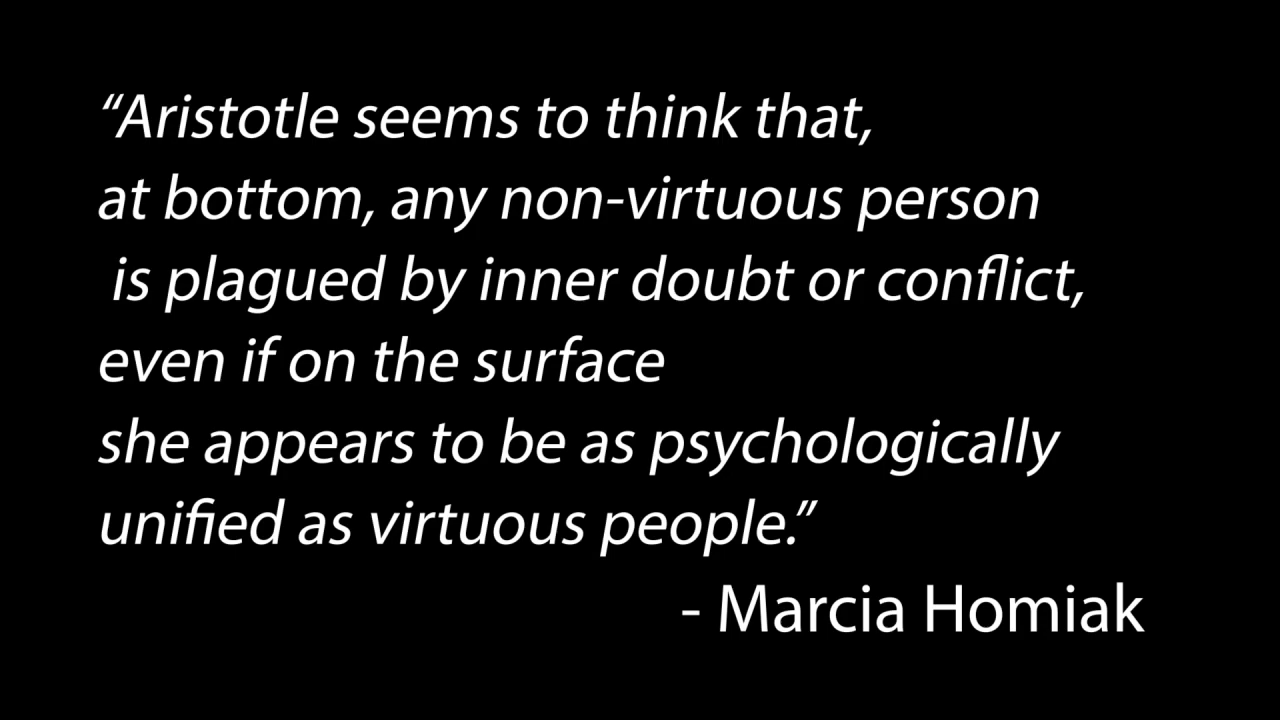 “Aristotle seems to think that,
at bottom, any non-virtuous person
is plagued by inner doubt or conflict,
even if on the surface
she appears to be as psychologically
unified as virtuous people.”
- Marcia Homiak